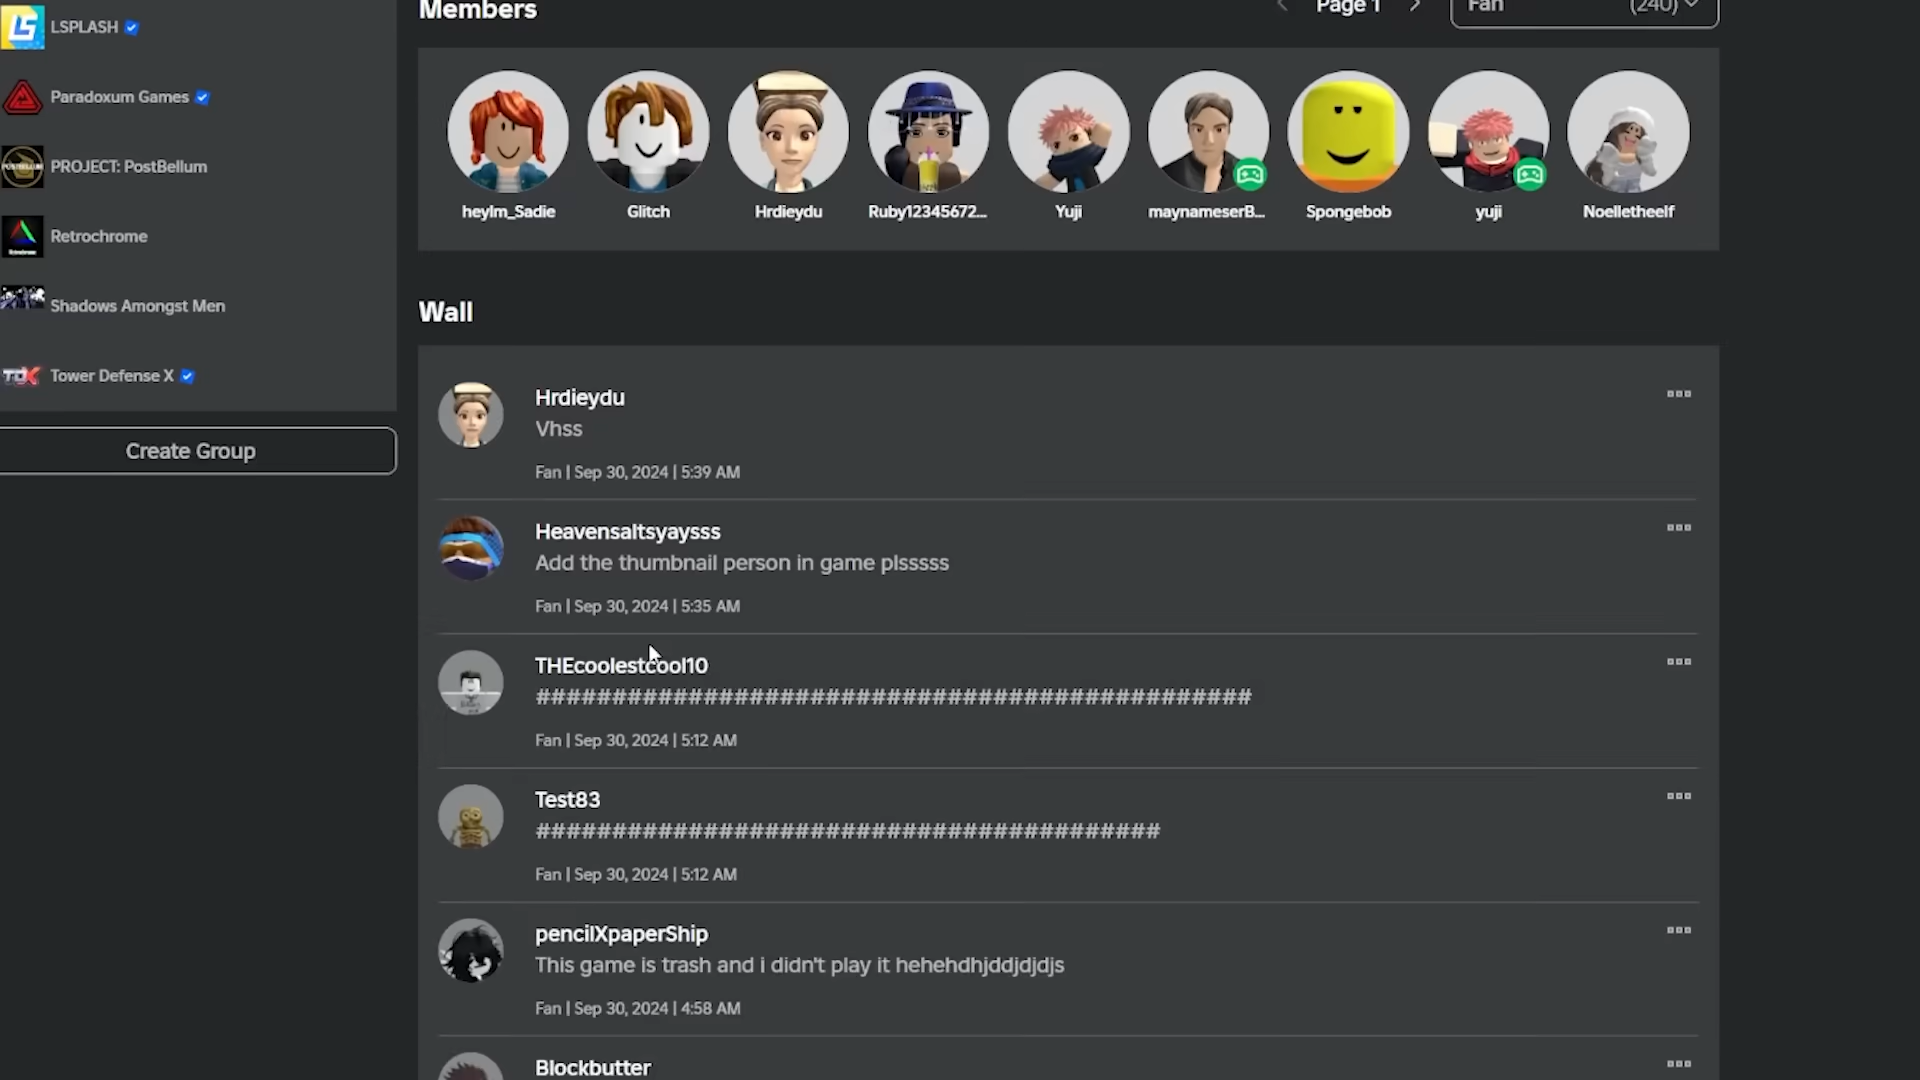 LSPLASH
Paradoxum Games
PROJECT: PostBellum
Retrochrome
Shadows Amongst Men
TDX Tower Defense X
Create Group
Members
Page 1
Fan (240)
heyIm_Sadie
Glitch
Hrdieydu
Ruby12345672...
Yuji
maynameserB...
Spongebob
yuji
Noelletheelf
Wall
Hrdieydu
Vhss
Fan | Sep 30, 2024 | 5:39 AM
Heavensaltsyaysss
Add the thumbnail person in game plsssss
Fan | Sep 30, 2024 | 5:35 AM
THEcoolestcool10
###############################################
Fan | Sep 30, 2024 | 5:12 AM
Test83
#########################################
Fan | Sep 30, 2024 | 5:12 AM
pencilXpaperShip
This game is trash and i didn't play it hehehdhjddjdjdjs
Fan | Sep 30, 2024 | 4:58 AM
Blockbutter